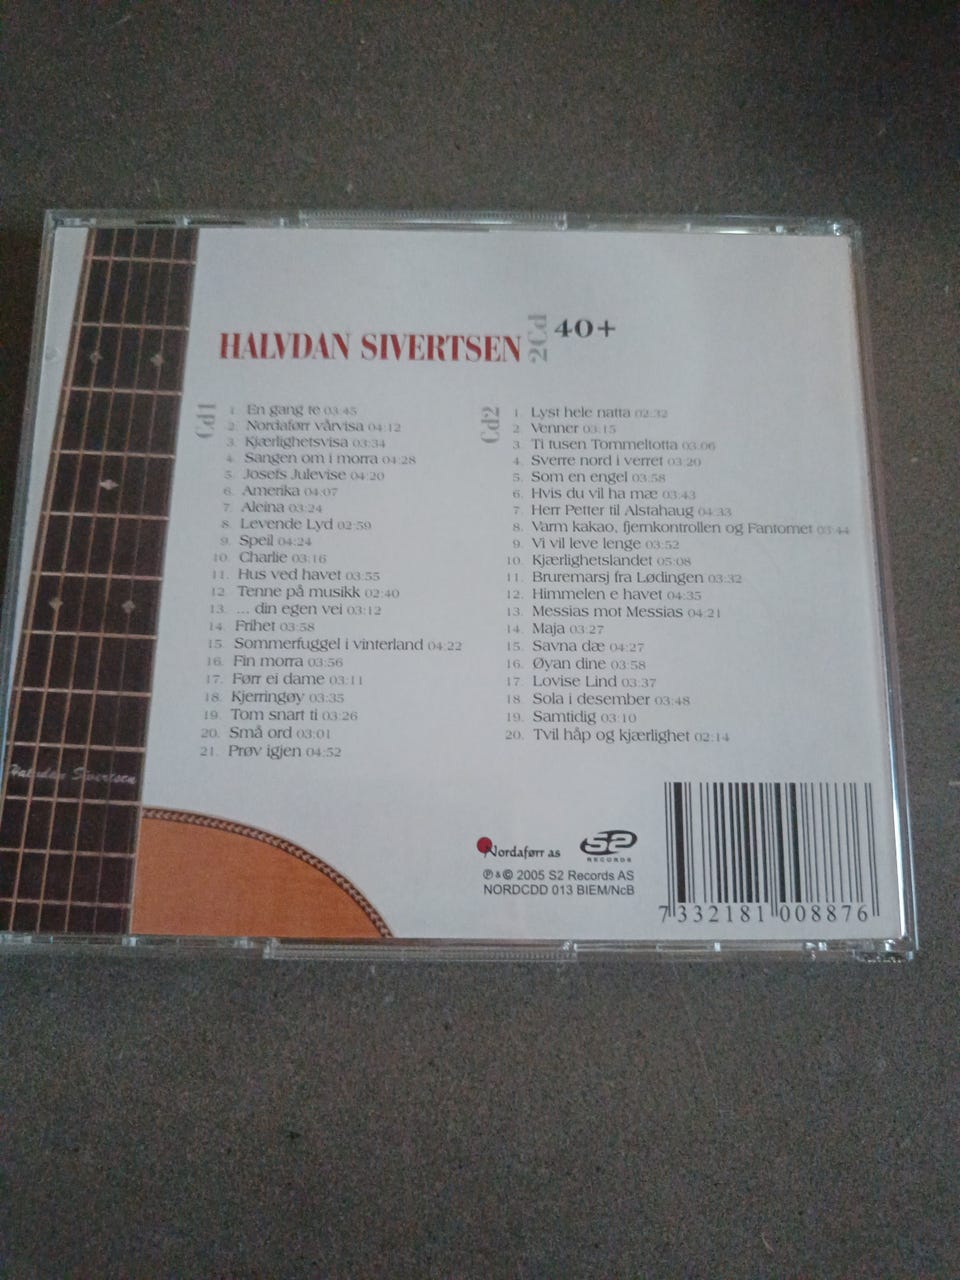 HALVDAN SIVERTSEN 2Cd 40+
Cd1
1. En gang te 03:45
2. Nordaførr vårvisa 04:12
3. Kjærlighetsvisa 03:34
4. Sangen om i morra 04:28
5. Josefs Julevise 04:20
6. Amerika 04:07
7. Aleina 03:24
8. Levende Lyd 02:59
9. Speil 04:24
10. Charlie 03:16
11. Hus ved havet 03:55
12. Tenne på musikk 02:40
13. ... din egen vei 03:12
14. Frihet 03:58
15. Sommerfuggel i vinterland 04:22
16. Fin morra 03:56
17. Førr ei dame 03:11
18. Kjerringøy 03:35
19. Tom snart ti 03:26
20. Små ord 03:01
21. Prøv igjen 04:52
Cd2
1. Lyst hele natta 02:32
2. Venner 03:15
3. Ti tusen Tommeltotta 03:06
4. Sverre nord i verret 03:20
5. Som en engel 03:58
6. Hvis du vil ha mæ 03:43
7. Herr Petter til Alstahaug 04:33
8. Varm kakao, fjernkontrollen og Fantomet 03:44
9. Vi vil leve lenge 03:52
10. Kjærlighetslandet 05:08
11. Bruremarsj fra Lødingen 03:32
12. Himmelen e havet 04:35
13. Messias mot Messias 04:21
14. Maja 03:27
15. Savna dæ 04:27
16. Øyan dine 03:58
17. Lovise Lind 03:37
18. Sola i desember 03:48
19. Samtidig 03:10
20. Tvil håp og kjærlighet 02:14
Halvdan Sivertsen
Nordaførr as
S2 RECORDS
℗ & © 2005 S2 Records AS
NORDCDD 013 BIEM/NcB
7 332181 008876